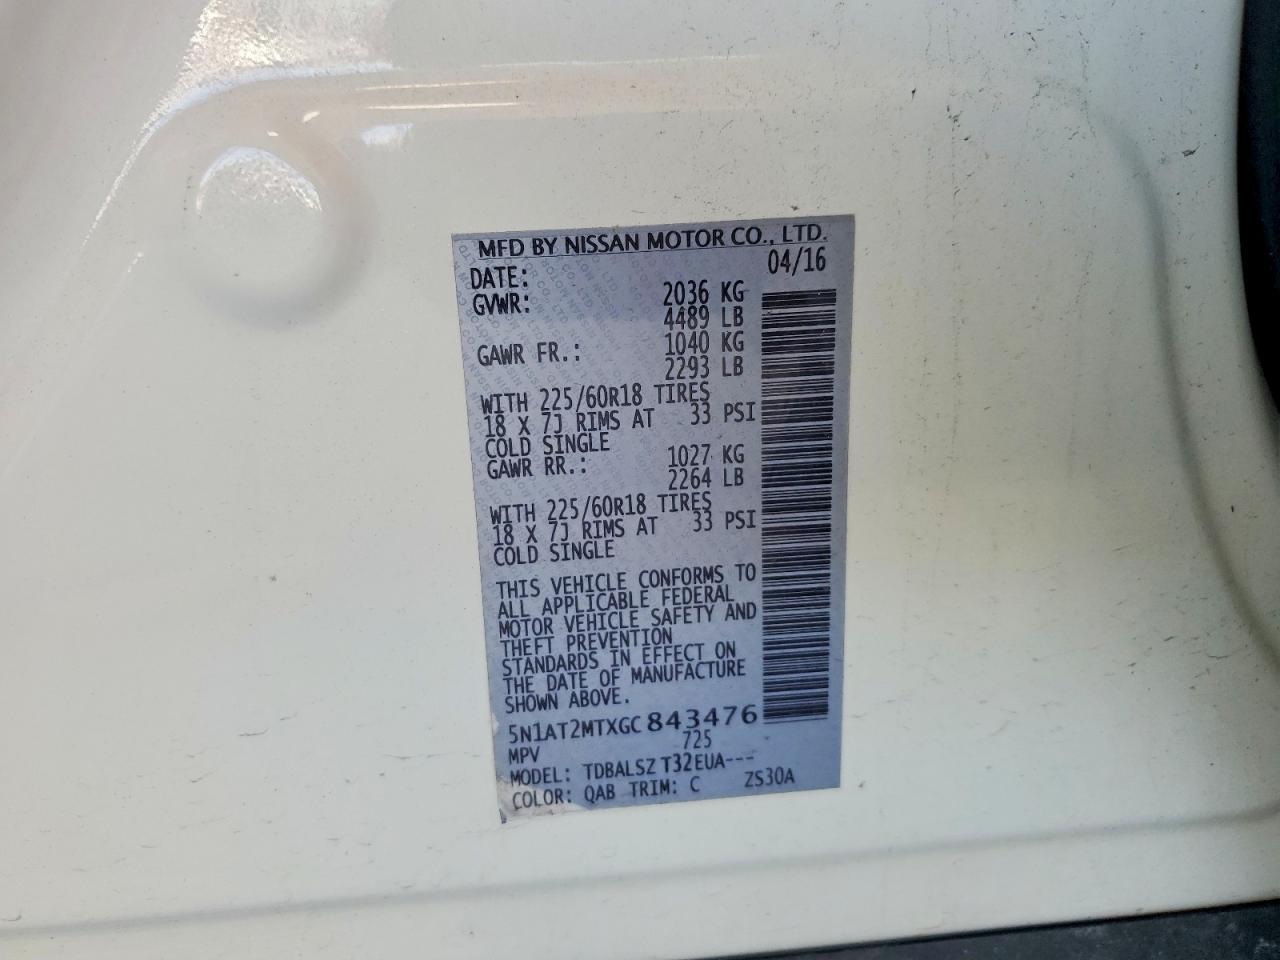 MFD BY NISSAN MOTOR CO., LTD.
DATE: 04/16
GVWR: 2036 KG
4489 LB
GAWR FR.: 1040 KG
2293 LB
WITH 225/60R18 TIRES
18 X 7J RIMS AT 33 PSI
COLD SINGLE
GAWR RR.: 1027 KG
2264 LB
WITH 225/60R18 TIRES
18 X 7J RIMS AT 33 PSI
COLD SINGLE
THIS VEHICLE CONFORMS TO
ALL APPLICABLE FEDERAL
MOTOR VEHICLE SAFETY AND
THEFT PREVENTION
STANDARDS IN EFFECT ON
THE DATE OF MANUFACTURE
SHOWN ABOVE.
5N1AT2MTXGC843476
MPV 725
MODEL: TDBALSZ T32EUA---
COLOR: QAB TRIM: C ZS30A